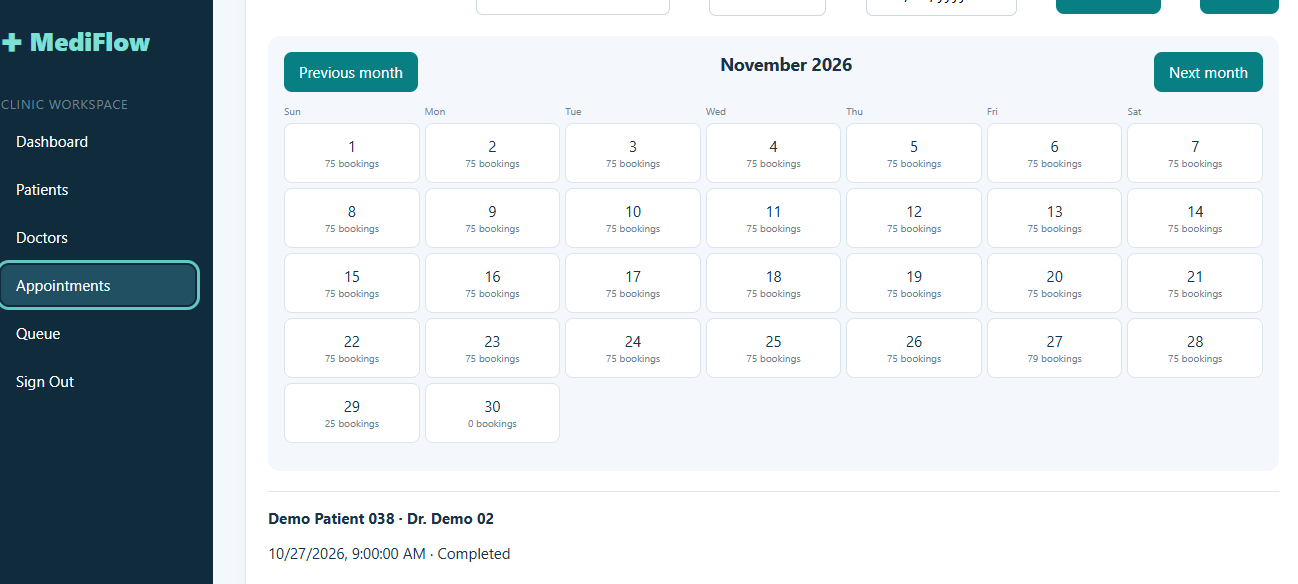 MediFlow
CLINIC WORKSPACE
Dashboard
Patients
Doctors
Appointments
Queue
Sign Out
Previous month
November 2026
Next month
Sun Mon Tue Wed Thu Fri Sat
1 2 3 4 5 6 7
75 bookings 75 bookings 75 bookings 75 bookings 75 bookings 75 bookings 75 bookings
8 9 10 11 12 13 14
75 bookings 75 bookings 75 bookings 75 bookings 75 bookings 75 bookings 75 bookings
15 16 17 18 19 20 21
75 bookings 75 bookings 75 bookings 75 bookings 75 bookings 75 bookings 75 bookings
22 23 24 25 26 27 28
75 bookings 75 bookings 75 bookings 75 bookings 75 bookings 79 bookings 75 bookings
29 30
25 bookings 0 bookings
Demo Patient 038 · Dr. Demo 02
10/27/2026, 9:00:00 AM · Completed